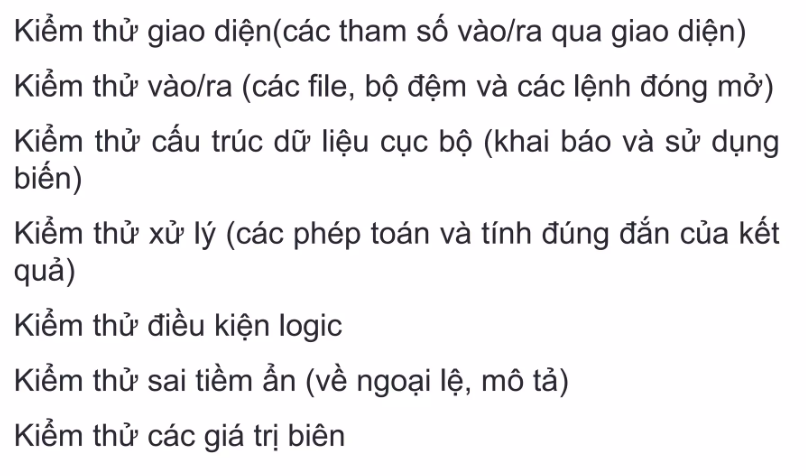 Kiểm thử giao diện(các tham số vào/ra qua giao diện)
Kiểm thử vào/ra (các file, bộ đệm và các lệnh đóng mở)
Kiểm thử cấu trúc dữ liệu cục bộ (khai báo và sử dụng
biến)
Kiểm thử xử lý (các phép toán và tính đúng đắn của kết
quả)
Kiểm thử điều kiện logic
Kiểm thử sai tiềm ẩn (về ngoại lệ, mô tả)
Kiểm thử các giá trị biên